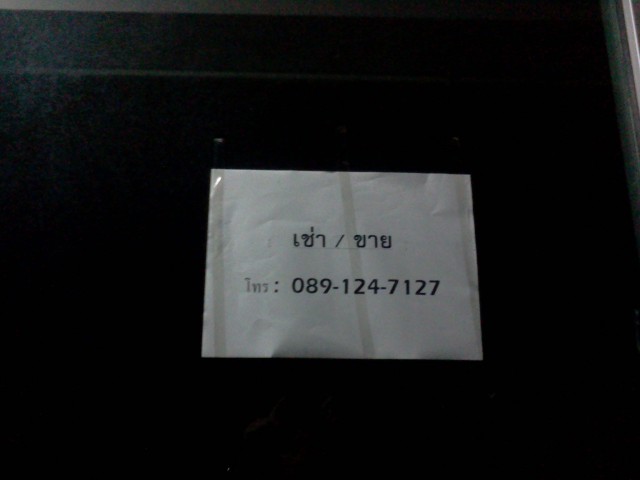 เช่า / ขาย
โทร : 089-124-7127